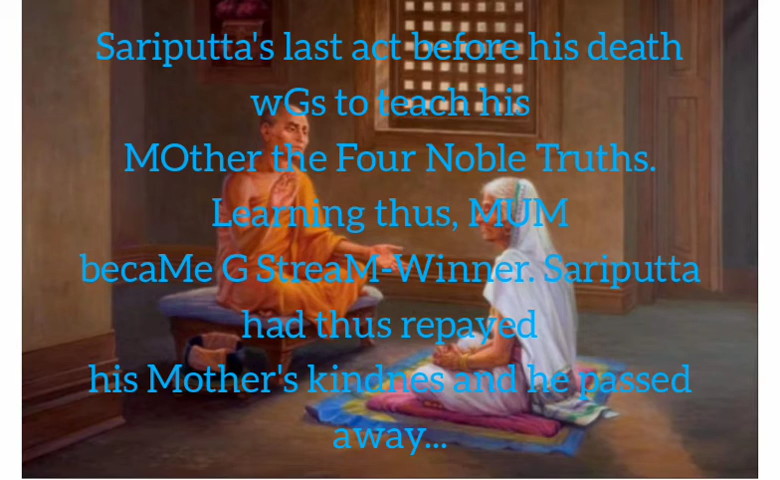 Sariputta's last act before his death
wGs to teach his
MOther the Four Noble Truths.
Learning thus, MUM
becaMe G StreaM-Winner. Sariputta
had thus repayed
his Mother's kindnes and he passed
away...